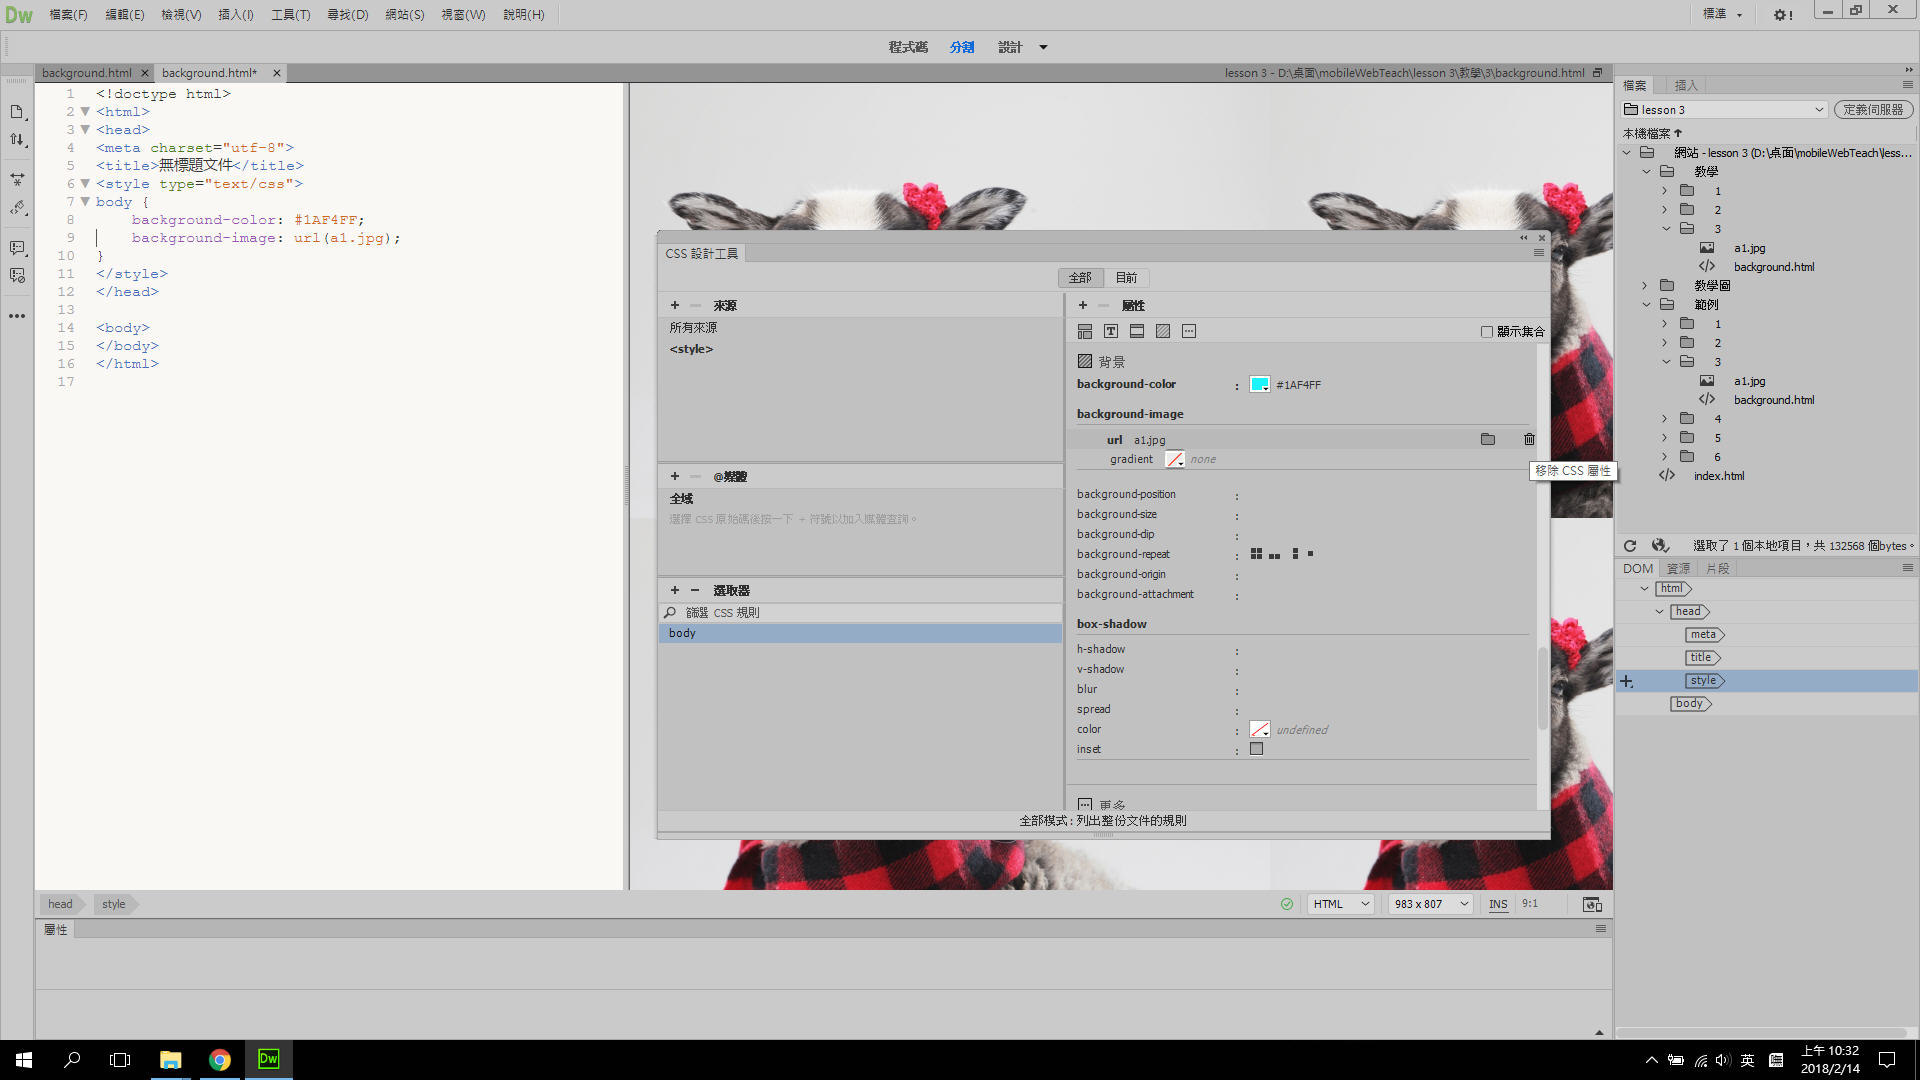 Dw 檔案(F) 編輯(E) 檢視(V) 插入(I) 工具(T) 尋找(D) 網站(S) 視窗(W) 說明(H) 標準
程式碼 分割 設計
background.html background.html* lesson 3 - D:\桌面\mobileWebTeach\lesson 3\教學\3\background.html
1 <!doctype html>
2 <html>
3 <head>
4 <meta charset="utf-8">
5 <title>無標題文件</title>
6 <style type="text/css">
7 body {
8 background-color: #1AF4FF;
9 background-image: url(a1.jpg);
10 }
11 </style>
12 </head>
13
14 <body>
15 </body>
16 </html>
17
CSS 設計工具
全部 目前
來源
所有來源
<style>
@媒體
全域
選擇 CSS 原始碼後按一下 + 符號以加入媒體查詢。
選取器
篩選 CSS 規則
body
屬性
顯示集合
背景
background-color : #1AF4FF
background-image
url a1.jpg
gradient none
移除 CSS 屬性
background-position :
background-size :
background-clip :
background-repeat :
background-origin :
background-attachment :
box-shadow
h-shadow :
v-shadow :
blur :
spread :
color : undefined
inset :
更多
全部模式 : 列出整份文件的規則
檔案 插入
lesson 3 定義伺服器
本機檔案
網站 - lesson 3 (D:\桌面\mobileWebTeach\less...
教學
1
2
3
a1.jpg
background.html
教學圖
範例
1
2
3
a1.jpg
background.html
4
5
6
index.html
選取了 1 個本地項目，共 132568 個bytes。
DOM 資源 片段
html
head
meta
title
style
body
head style HTML 983 x 807 INS 9:1
屬性
Dw
英
上午 10:32
2018/2/14